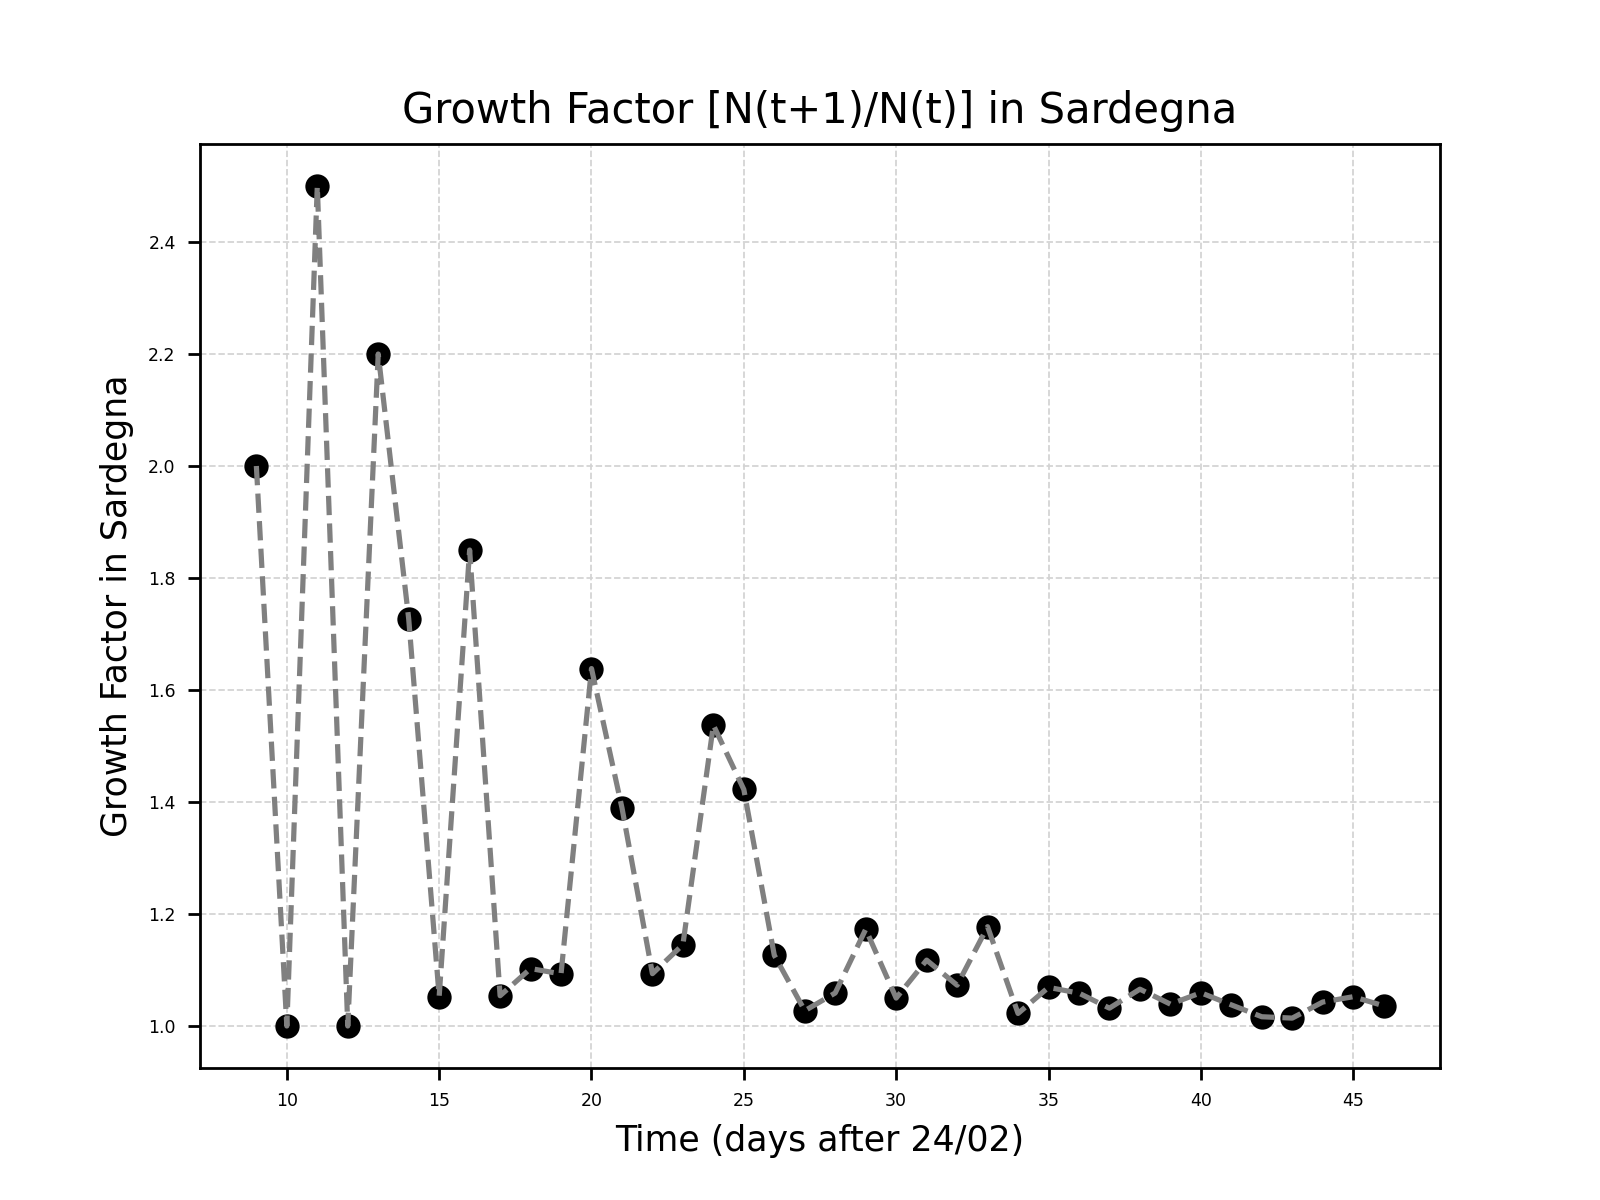 Growth Factor [N(t+1)/N(t)] in Sardegna
Growth Factor in Sardegna
2.4
2.2
2.0
1.8
1.6
1.4
1.2
1.0
10 15 20 25 30 35 40 45
Time (days after 24/02)